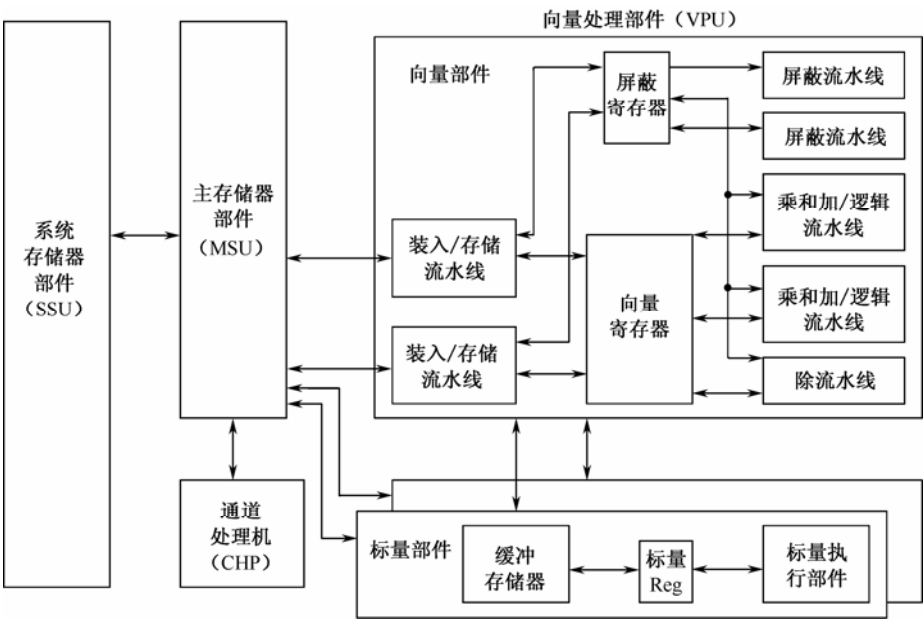 向量处理部件（VPU）
向量部件
屏蔽
寄存器
屏蔽流水线
屏蔽流水线
主存储器
部件
（MSU）
乘和加/逻辑
流水线
系统
存储器
部件
（SSU）
装入/存储
流水线
向量
寄存器
乘和加/逻辑
流水线
装入/存储
流水线
除流水线
通道
处理机
（CHP）
标量部件
缓冲
存储器
标量
Reg
标量执
行部件